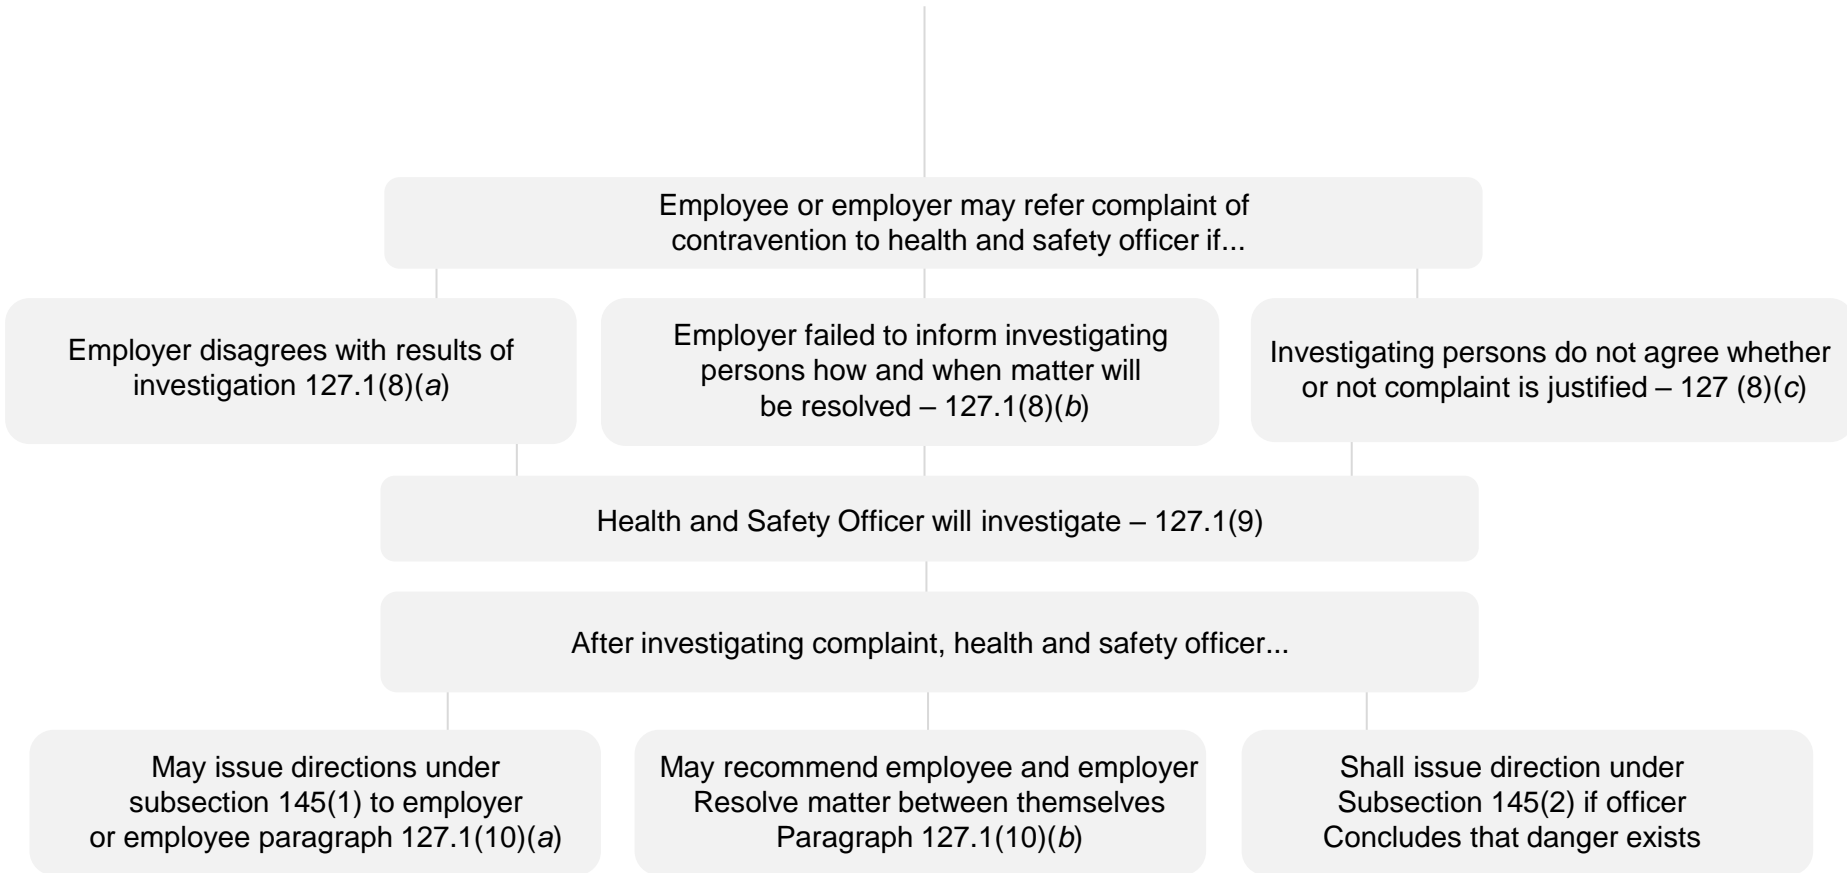 Employee or employer may refer complaint of
contravention to health and safety officer if...
Employer disagrees with results of
investigation 127.1(8)(a)
Employer failed to inform investigating
persons how and when matter will
be resolved – 127.1(8)(b)
Investigating persons do not agree whether
or not complaint is justified – 127 (8)(c)
Health and Safety Officer will investigate – 127.1(9)
After investigating complaint, health and safety officer...
May issue directions under
subsection 145(1) to employer
or employee paragraph 127.1(10)(a)
May recommend employee and employer
Resolve matter between themselves
Paragraph 127.1(10)(b)
Shall issue direction under
Subsection 145(2) if officer
Concludes that danger exists